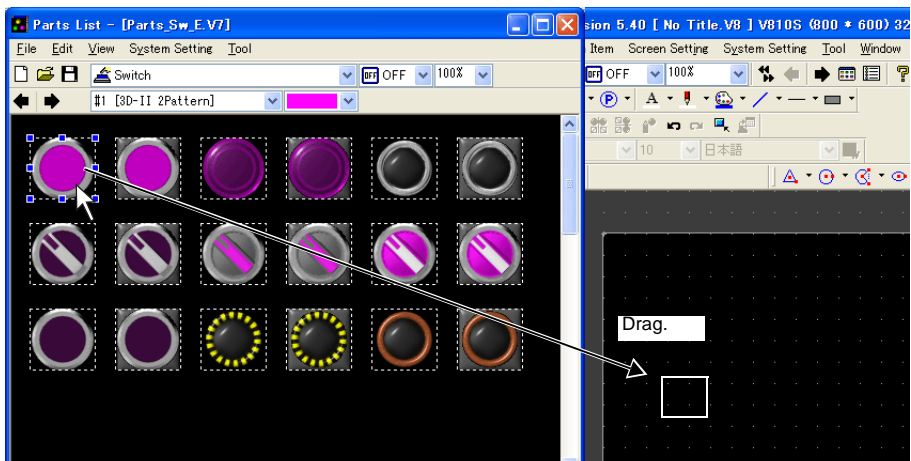 Parts List - [Parts_Sw_E.V7]
File Edit View System Setting Tool
Switch OFF OFF 100%
#1 [3D-II 2Pattern]
sion 5.40 [ No Title.V8 ] V810S (800 * 600) 32
Item Screen Setting System Setting Tool Window
OFF OFF 100%
P A
10 日本語
Drag.